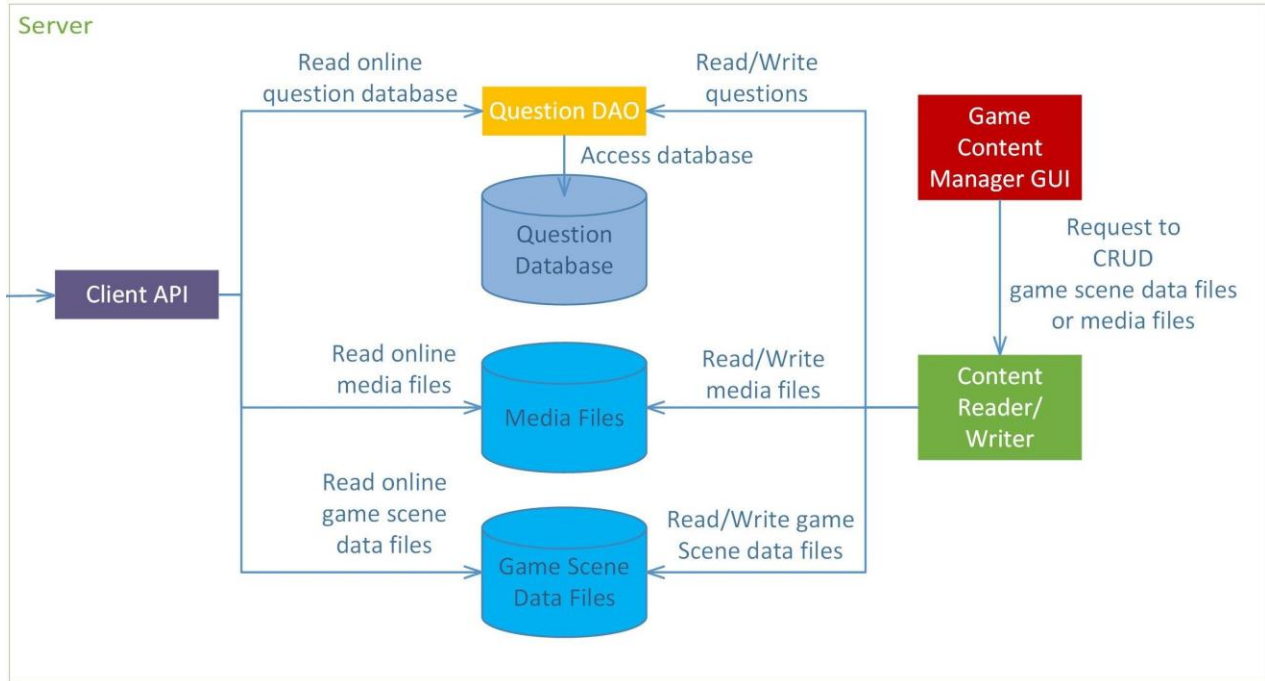 Server
Read online
question database
Question DAO
Read/Write
questions
Access database
Game
Content
Manager GUI
Question
Database
Request to
CRUD
game scene data files
or media files
Client API
Read online
media files
Media Files
Read/Write
media files
Content
Reader/
Writer
Read online
game scene
data files
Game Scene
Data Files
Read/Write game
Scene data files